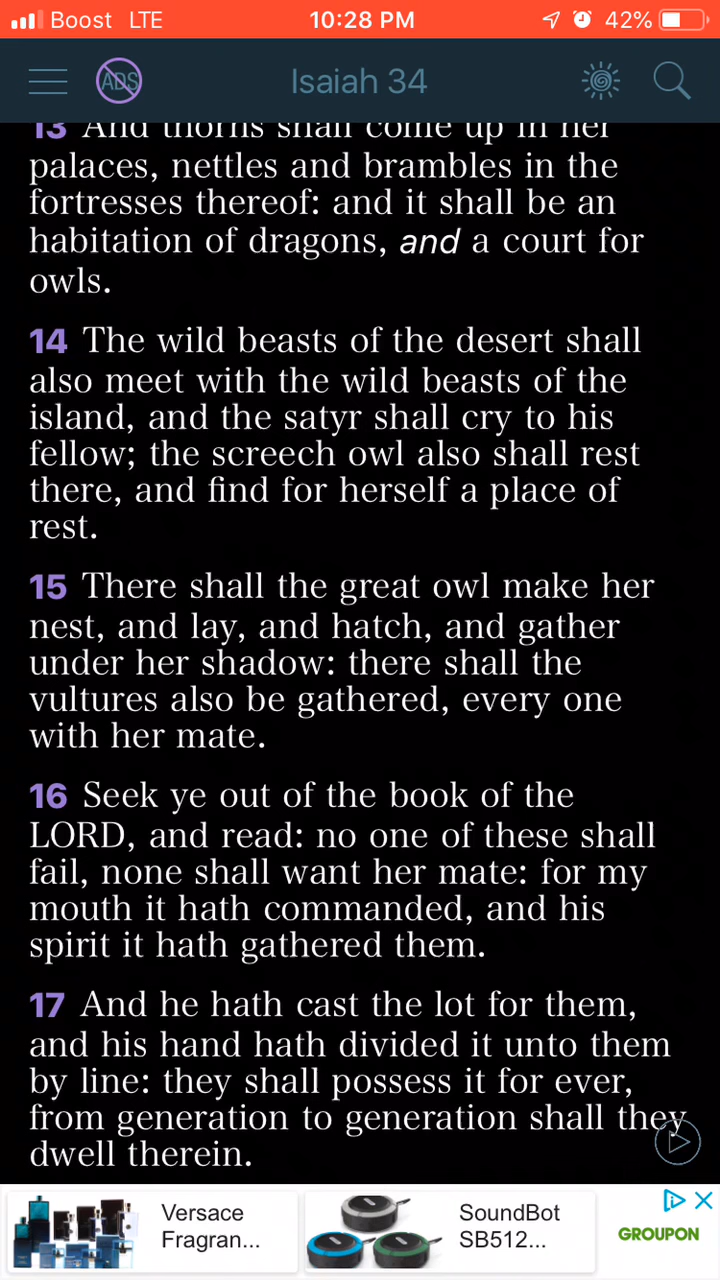 Boost LTE 10:28 PM 42%
ADS Isaiah 34
13 And thorns shall come up in her
palaces, nettles and brambles in the
fortresses thereof: and it shall be an
habitation of dragons, and a court for
owls.
14 The wild beasts of the desert shall
also meet with the wild beasts of the
island, and the satyr shall cry to his
fellow; the screech owl also shall rest
there, and find for herself a place of
rest.
15 There shall the great owl make her
nest, and lay, and hatch, and gather
under her shadow: there shall the
vultures also be gathered, every one
with her mate.
16 Seek ye out of the book of the
LORD, and read: no one of these shall
fail, none shall want her mate: for my
mouth it hath commanded, and his
spirit it hath gathered them.
17 And he hath cast the lot for them,
and his hand hath divided it unto them
by line: they shall possess it for ever,
from generation to generation shall they
dwell therein.
Versace
Fragran...
SoundBot
SB512...
GROUPON